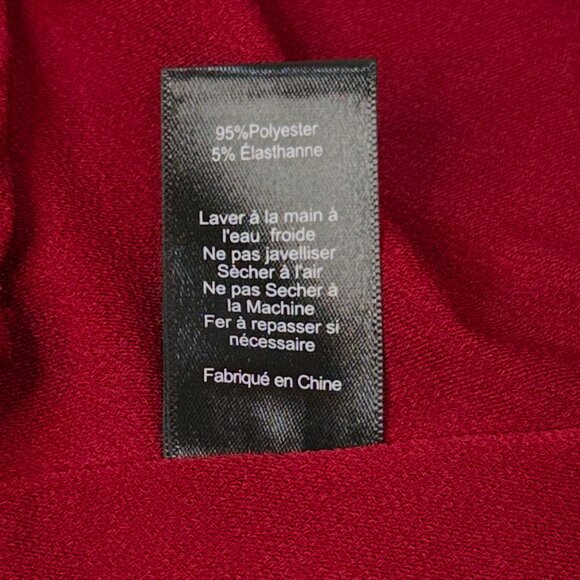 95%Polyester
5% Élasthanne
Laver à la main à
l'eau froide
Ne pas javelliser
Sècher à l'air
Ne pas Secher à
la Machine
Fer à repasser si
nécessaire
Fabriqué en Chine